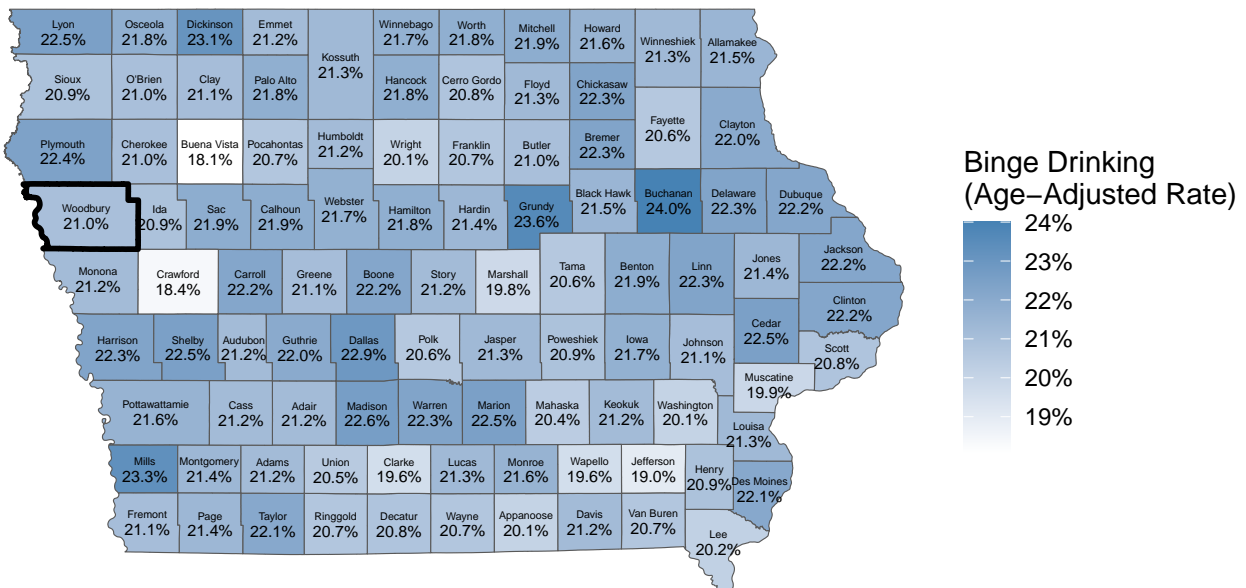 Lyon
22.5%
Osceola
21.8%
Dickinson
23.1%
Emmet
21.2%
Kossuth
21.3%
Winnebago
21.7%
Worth
21.8%
Mitchell
21.9%
Howard
21.6%
Winneshiek
21.3%
Allamakee
21.5%
Sioux
20.9%
O'Brien
21.0%
Clay
21.1%
Palo Alto
21.8%
Hancock
21.8%
Cerro Gordo
20.8%
Floyd
21.3%
Chickasaw
22.3%
Fayette
20.6%
Clayton
22.0%
Plymouth
22.4%
Cherokee
21.0%
Buena Vista
18.1%
Pocahontas
20.7%
Humboldt
21.2%
Wright
20.1%
Franklin
20.7%
Butler
21.0%
Bremer
22.3%
Woodbury
21.0%
Ida
20.9%
Sac
21.9%
Calhoun
21.9%
Webster
21.7%
Hamilton
21.8%
Hardin
21.4%
Grundy
23.6%
Black Hawk
21.5%
Buchanan
24.0%
Delaware
22.3%
Dubuque
22.2%
Monona
21.2%
Crawford
18.4%
Carroll
22.2%
Greene
21.1%
Boone
22.2%
Story
21.2%
Marshall
19.8%
Tama
20.6%
Benton
21.9%
Linn
22.3%
Jones
21.4%
Jackson
22.2%
Clinton
22.2%
Harrison
22.3%
Shelby
22.5%
Audubon
21.2%
Guthrie
22.0%
Dallas
22.9%
Polk
20.6%
Jasper
21.3%
Poweshiek
20.9%
Iowa
21.7%
Johnson
21.1%
Cedar
22.5%
Scott
20.8%
Muscatine
19.9%
Pottawattamie
21.6%
Cass
21.2%
Adair
21.2%
Madison
22.6%
Warren
22.3%
Marion
22.5%
Mahaska
20.4%
Keokuk
21.2%
Washington
20.1%
Louisa
21.3%
Mills
23.3%
Montgomery
21.4%
Adams
21.2%
Union
20.5%
Clarke
19.6%
Lucas
21.3%
Monroe
21.6%
Wapello
19.6%
Jefferson
19.0%
Henry
20.9%
Des Moines
22.1%
Fremont
21.1%
Page
21.4%
Taylor
22.1%
Ringgold
20.7%
Decatur
20.8%
Wayne
20.7%
Appanoose
20.1%
Davis
21.2%
Van Buren
20.7%
Lee
20.2%
Binge Drinking
(Age−Adjusted Rate)
24%
23%
22%
21%
20%
19%